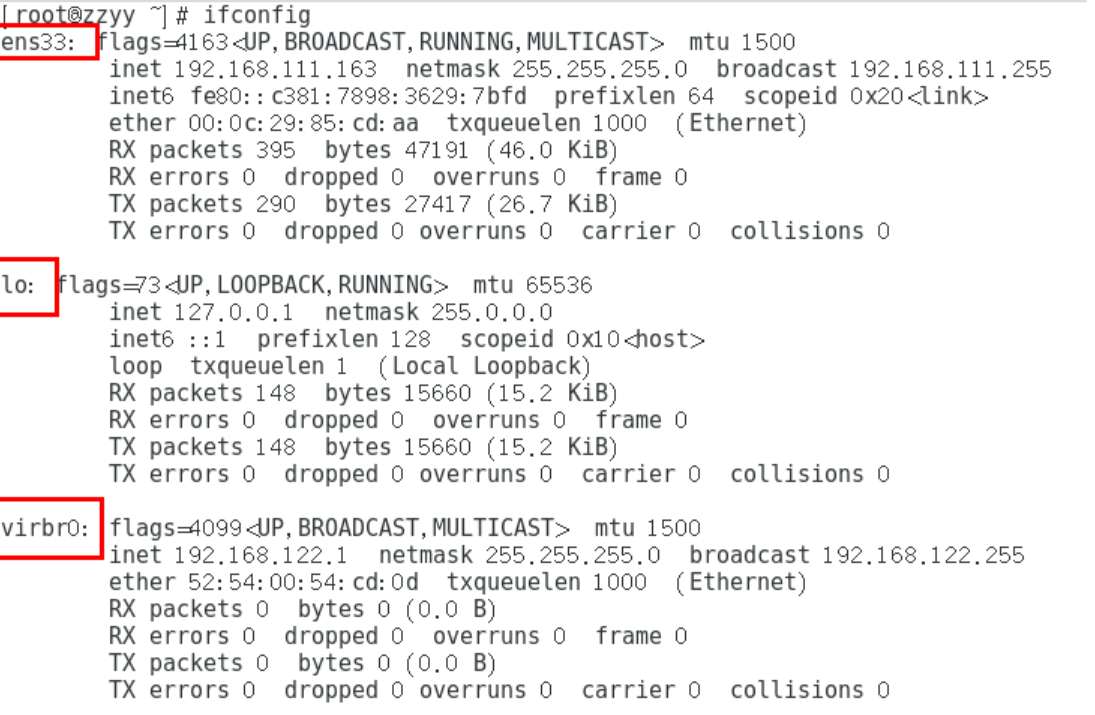 [root@zzyy ~]# ifconfig
ens33: flags=4163<UP,BROADCAST,RUNNING,MULTICAST>  mtu 1500
        inet 192.168.111.163  netmask 255.255.255.0  broadcast 192.168.111.255
        inet6 fe80::c381:7898:3629:7bfd  prefixlen 64  scopeid 0x20<link>
        ether 00:0c:29:85:cd:aa  txqueuelen 1000  (Ethernet)
        RX packets 395  bytes 47191 (46.0 KiB)
        RX errors 0  dropped 0  overruns 0  frame 0
        TX packets 290  bytes 27417 (26.7 KiB)
        TX errors 0  dropped 0 overruns 0  carrier 0  collisions 0

lo: flags=73<UP,LOOPBACK,RUNNING>  mtu 65536
        inet 127.0.0.1  netmask 255.0.0.0
        inet6 ::1  prefixlen 128  scopeid 0x10<host>
        loop  txqueuelen 1  (Local Loopback)
        RX packets 148  bytes 15660 (15.2 KiB)
        RX errors 0  dropped 0  overruns 0  frame 0
        TX packets 148  bytes 15660 (15.2 KiB)
        TX errors 0  dropped 0 overruns 0  carrier 0  collisions 0

virbr0: flags=4099<UP,BROADCAST,MULTICAST>  mtu 1500
        inet 192.168.122.1  netmask 255.255.255.0  broadcast 192.168.122.255
        ether 52:54:00:54:cd:0d  txqueuelen 1000  (Ethernet)
        RX packets 0  bytes 0 (0.0 B)
        RX errors 0  dropped 0  overruns 0  frame 0
        TX packets 0  bytes 0 (0.0 B)
        TX errors 0  dropped 0 overruns 0  carrier 0  collisions 0